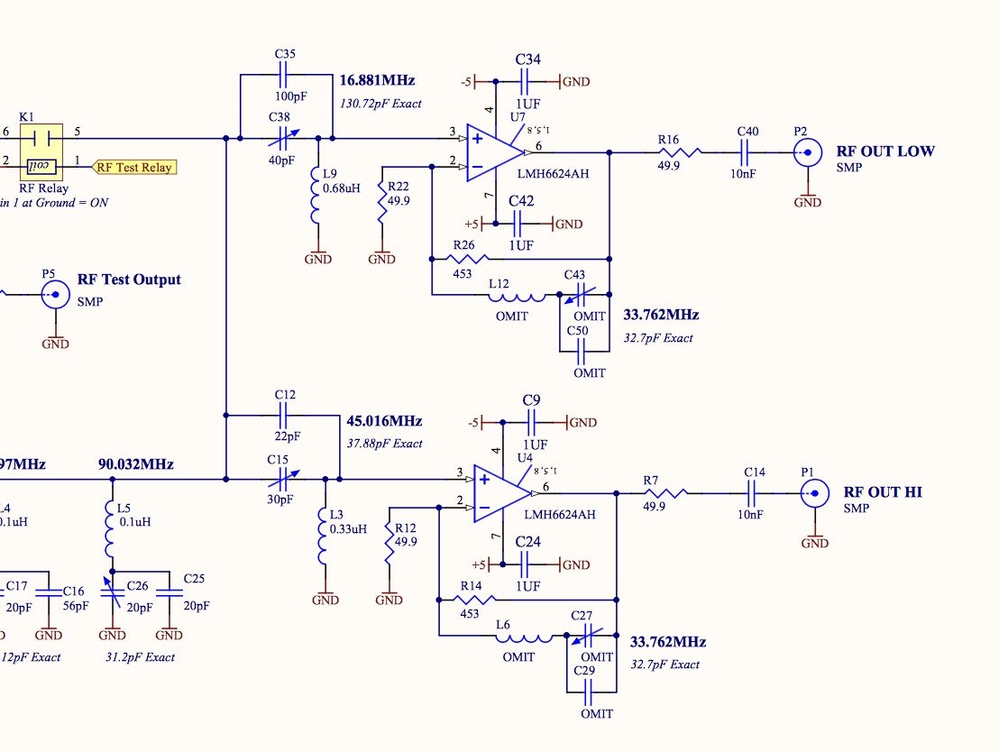 K1
6
5
2
1
coil
RF Test Relay
RF Relay
in 1 at Ground = ON
P5
RF Test Output
SMP
GND
C35
100pF
16.881MHz
130.72pF Exact
C38
40pF
L9
0.68uH
GND
R22
49.9
GND
3
2
-5
C34
GND
1UF
4
U7
1,5,8
6
LMH6624AH
7
C42
+5
GND
1UF
R26
453
L12
OMIT
C43
OMIT
C50
OMIT
33.762MHz
32.7pF Exact
R16
49.9
C40
10nF
P2
RF OUT LOW
SMP
GND
C12
22pF
45.016MHz
37.88pF Exact
C15
30pF
L3
0.33uH
GND
R12
49.9
GND
3
2
-5
C9
GND
1UF
4
U4
1,5,8
6
LMH6624AH
7
C24
+5
GND
1UF
R14
453
L6
OMIT
C27
OMIT
C29
OMIT
33.762MHz
32.7pF Exact
R7
49.9
C14
10nF
P1
RF OUT HI
SMP
GND
97MHz
90.032MHz
L4
0.1uH
L5
0.1uH
C17
20pF
C16
56pF
C26
20pF
C25
20pF
GND
GND
GND
12pF Exact
31.2pF Exact